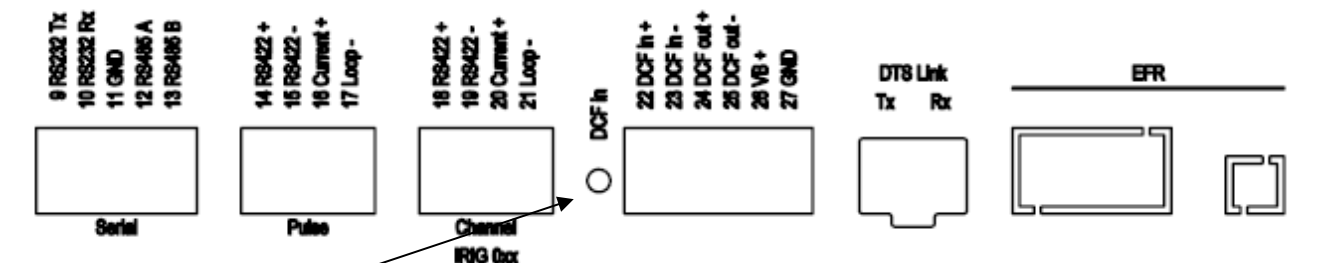 9 RS232 Tx
10 RS232 Rx
11 GND
12 RS485 A
13 RS485 B
Serial
14 RS422 +
15 RS422 -
16 Current +
17 Loop -
Pulse
18 RS422 +
19 RS422 -
20 Current +
21 Loop -
Channel
IRIG 0xx
DCF in
22 DCF in +
23 DCF in -
24 DCF out +
25 DCF out -
26 VB +
27 GND
DTS Link
Tx Rx
EFR